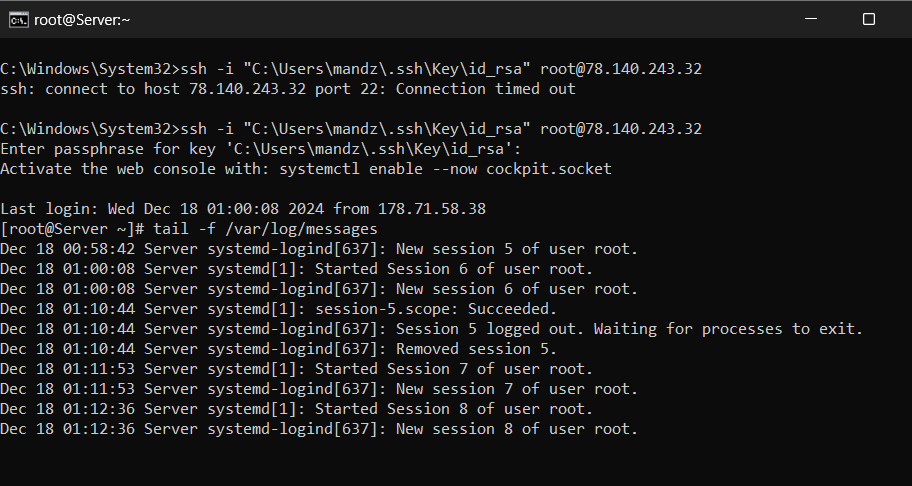 root@Server:~
C:\Windows\System32>ssh -i "C:\Users\mandz\.ssh\Key\id_rsa" root@78.140.243.32
ssh: connect to host 78.140.243.32 port 22: Connection timed out
C:\Windows\System32>ssh -i "C:\Users\mandz\.ssh\Key\id_rsa" root@78.140.243.32
Enter passphrase for key 'C:\Users\mandz\.ssh\Key\id_rsa':
Activate the web console with: systemctl enable --now cockpit.socket
Last login: Wed Dec 18 01:00:08 2024 from 178.71.58.38
[root@Server ~]# tail -f /var/log/messages
Dec 18 00:58:42 Server systemd-logind[637]: New session 5 of user root.
Dec 18 01:00:08 Server systemd[1]: Started Session 6 of user root.
Dec 18 01:00:08 Server systemd-logind[637]: New session 6 of user root.
Dec 18 01:10:44 Server systemd[1]: session-5.scope: Succeeded.
Dec 18 01:10:44 Server systemd-logind[637]: Session 5 logged out. Waiting for processes to exit.
Dec 18 01:10:44 Server systemd-logind[637]: Removed session 5.
Dec 18 01:11:53 Server systemd[1]: Started Session 7 of user root.
Dec 18 01:11:53 Server systemd-logind[637]: New session 7 of user root.
Dec 18 01:12:36 Server systemd[1]: Started Session 8 of user root.
Dec 18 01:12:36 Server systemd-logind[637]: New session 8 of user root.